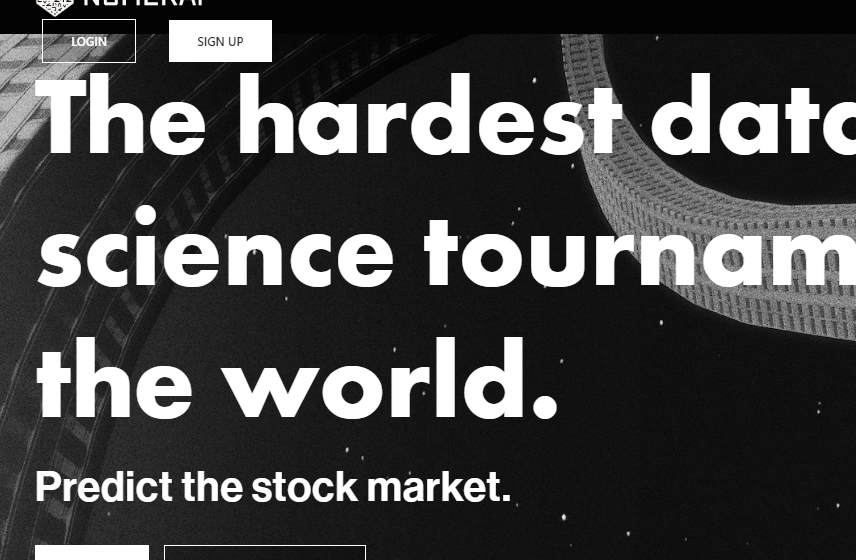 NUMERAI
LOGIN
SIGN UP
The hardest data
science tournam
the world.
Predict the stock market.